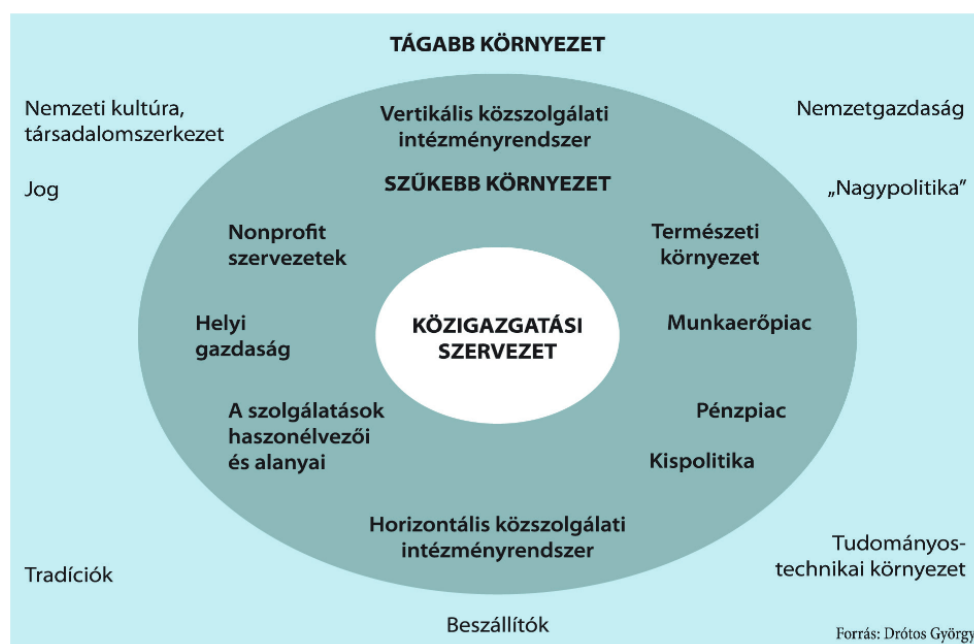 TÁGABB KÖRNYEZET
Nemzeti kultúra,
társadalomszerkezet
Vertikális közszolgálati
intézményrendszer
Nemzetgazdaság
Jog
SZŰKEBB KÖRNYEZET
„Nagypolitika”
Nonprofit
szervezetek
Természeti
környezet
Helyi
gazdaság
KÖZIGAZGATÁSI
SZERVEZET
Munkaerőpiac
A szolgálatások
haszonélvezői
és alanyai
Pénzpiac
Kispolitika
Horizontális közszolgálati
intézményrendszer
Tradíciók
Tudományos-
technikai környezet
Beszállítók
Forrás: Drótos György